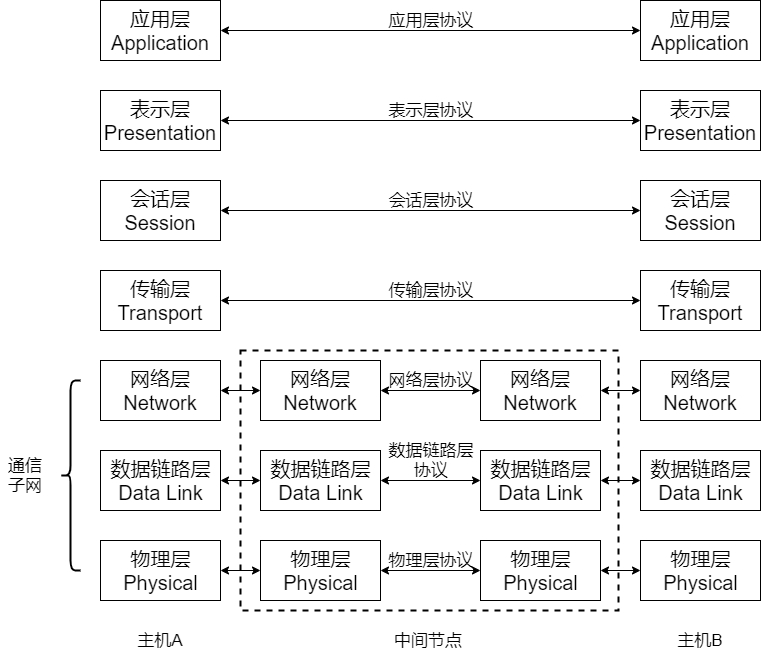 应用层
Application
应用层协议
应用层
Application
表示层
Presentation
表示层协议
表示层
Presentation
会话层
Session
会话层协议
会话层
Session
传输层
Transport
传输层协议
传输层
Transport
网络层
Network
网络层
Network
网络层协议
网络层
Network
网络层
Network
通信
子网
数据链路层
Data Link
数据链路层
Data Link
数据链路层
协议
数据链路层
Data Link
数据链路层
Data Link
物理层
Physical
物理层
Physical
物理层协议
物理层
Physical
物理层
Physical
主机A
中间节点
主机B